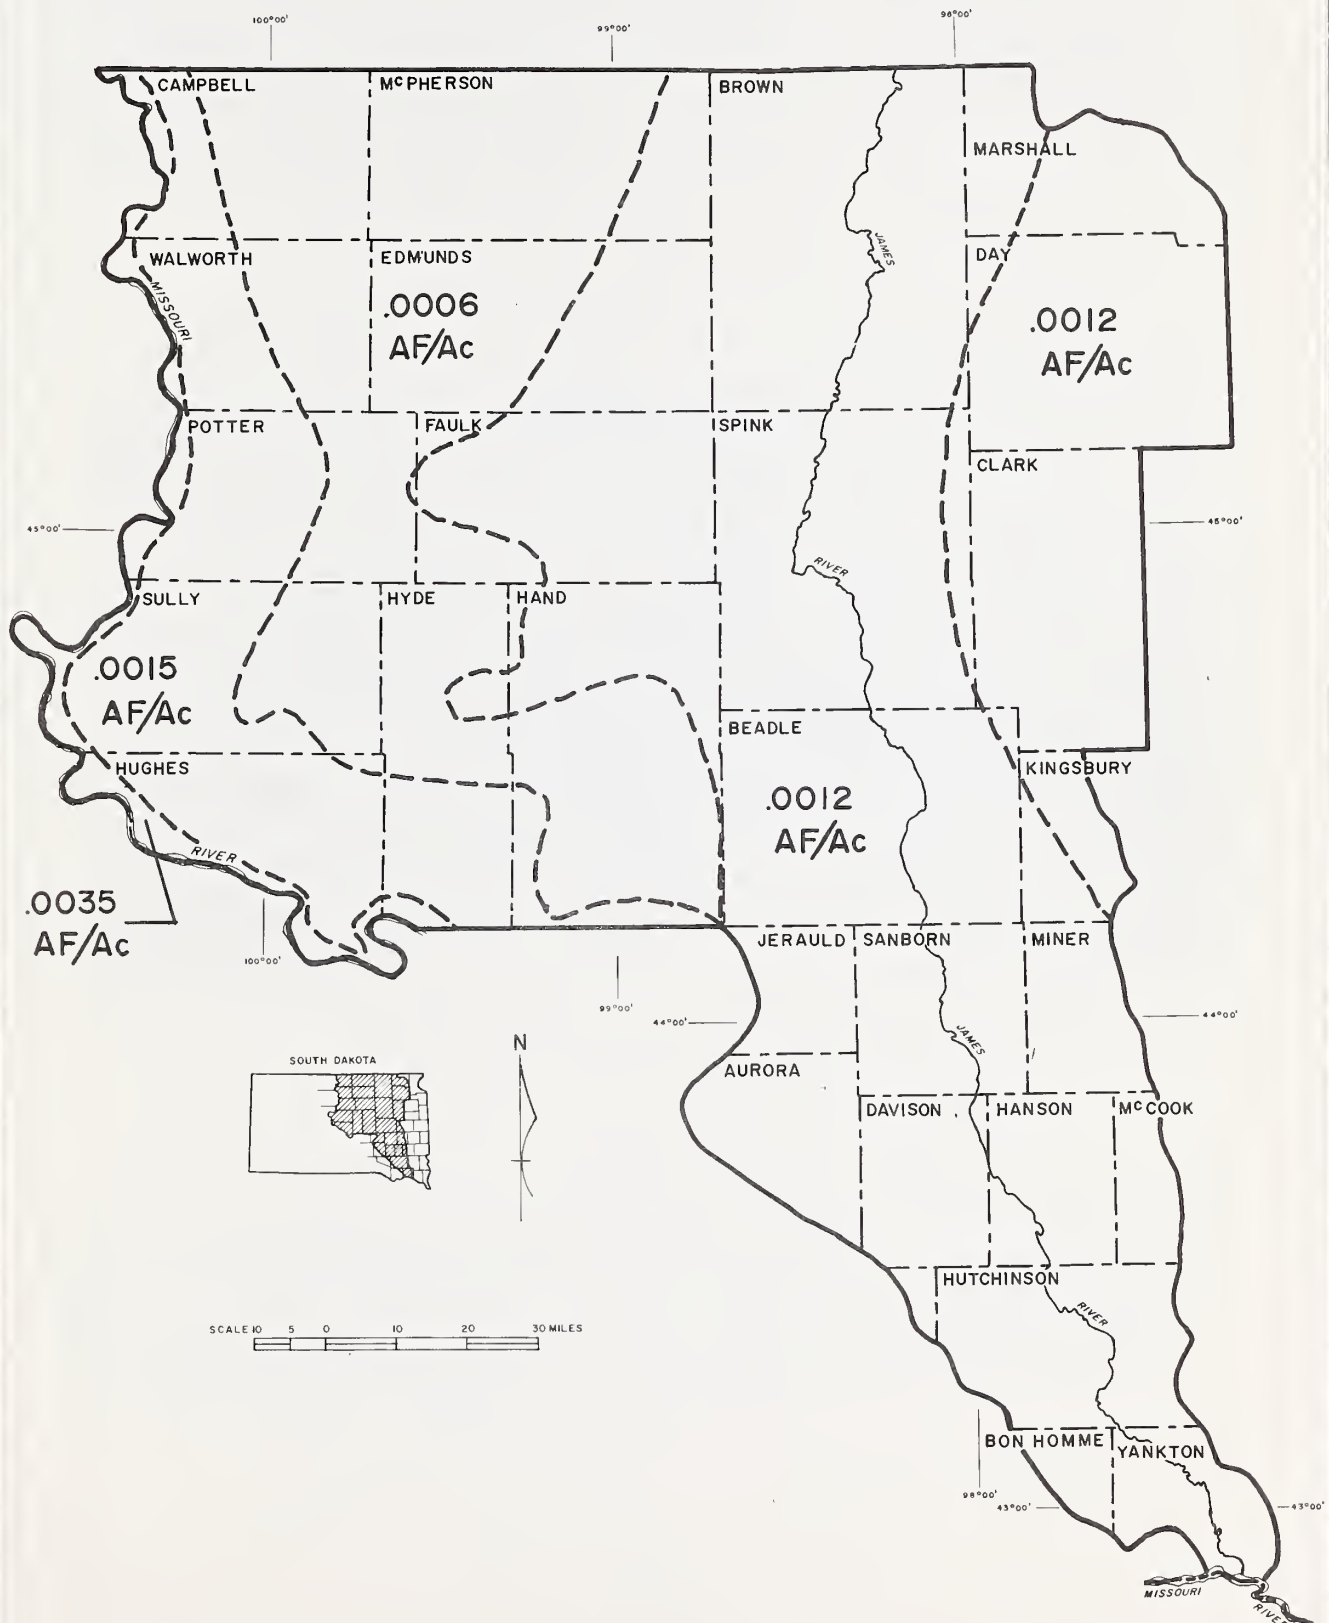 100°00'
99°00'
98°00'
CAMPBELL
McPHERSON
BROWN
MARSHALL
JAMES
WALWORTH
EDMUNDS
DAY
MISSOURI
.0006
AF/Ac
.0012
AF/Ac
POTTER
FAULK
SPINK
CLARK
45°00'
45°00'
RIVER
SULLY
HYDE
HAND
.0015
AF/Ac
BEADLE
HUGHES
KINGSBURY
.0012
AF/Ac
RIVER
.0035
AF/Ac
JERAULD
SANBORN
MINER
100°00'
99°00'
44°00'
44°00'
JAMES
N
SOUTH DAKOTA
AURORA
DAVISON
HANSON
McCOOK
HUTCHINSON
RIVER
SCALE 10 5 0 10 20 30 MILES
BON HOMME
YANKTON
98°00'
43°00'
43°00'
MISSOURI
RIVER